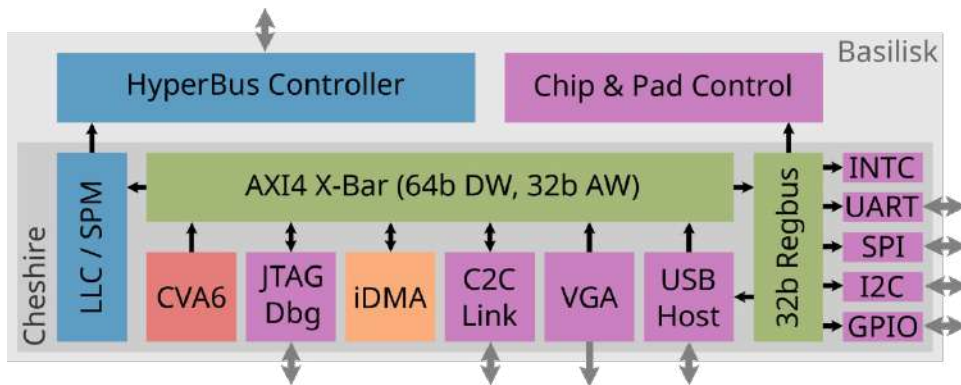 Basilisk
HyperBus Controller
Chip & Pad Control
Cheshire
LLC / SPM
AXI4 X-Bar (64b DW, 32b AW)
32b Regbus
INTC
UART
SPI
I2C
GPIO
CVA6
JTAG
Dbg
iDMA
C2C
Link
VGA
USB
Host